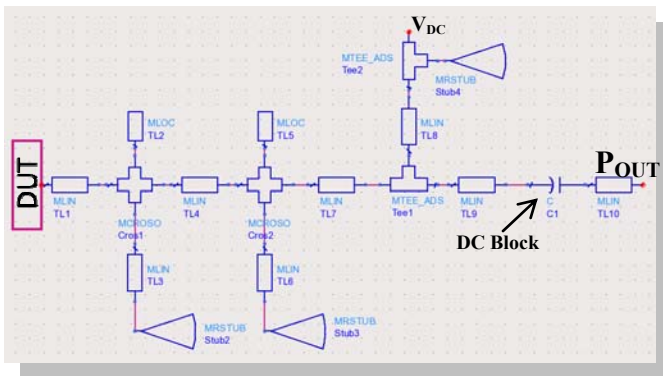 V_DC
MTEE_ADS
Tee2
MRSTUB
Stub4
MLOC
TL2
MLOC
TL5
MLIN
TL8
DUT
P_OUT
MLIN
TL1
MCROSO
Cros1
MLIN
TL4
MCROSO
Cros2
MLIN
TL7
MTEE_ADS
Tee1
MLIN
TL9
C
C1
MLIN
TL10
DC Block
MLIN
TL3
MLIN
TL6
MRSTUB
Stub2
MRSTUB
Stub3